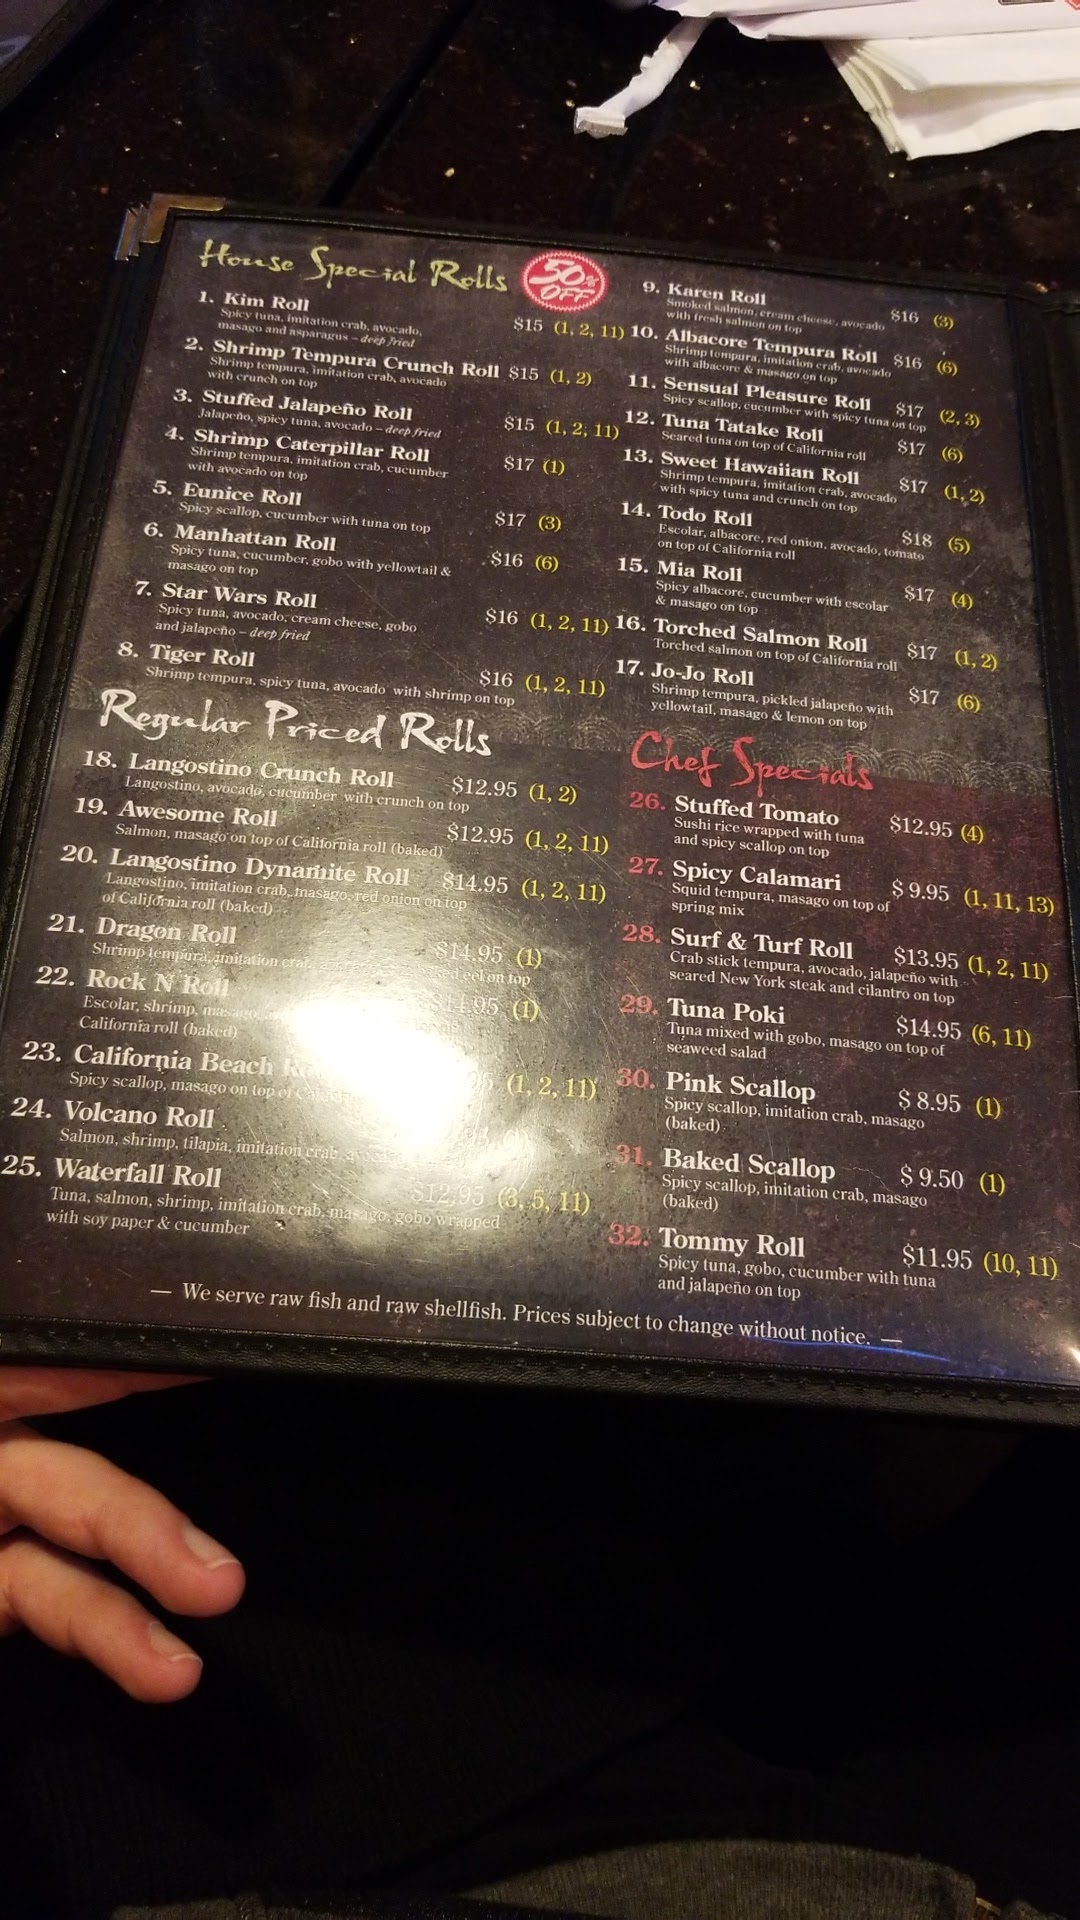 House Special Rolls
50% OFF
1. Kim Roll
Spicy tuna, imitation crab, avocado,
masago and asparagus – deep fried
$15 (1, 2, 11)
2. Shrimp Tempura Crunch Roll $15 (1, 2)
Shrimp tempura, imitation crab, avocado
with crunch on top
3. Stuffed Jalapeño Roll
Jalapeño, spicy tuna, avocado – deep fried
$15 (1, 2, 11)
4. Shrimp Caterpillar Roll
Shrimp tempura, imitation crab, cucumber
with avocado on top
$17 (1)
5. Eunice Roll
Spicy scallop, cucumber with tuna on top
$17 (3)
6. Manhattan Roll
Spicy tuna, cucumber, gobo with yellowtail &
masago on top
$16 (6)
7. Star Wars Roll
Spicy tuna, avocado, cream cheese, gobo
and jalapeño – deep fried
$16 (1, 2, 11)
8. Tiger Roll
Shrimp tempura, spicy tuna, avocado with shrimp on top
$16 (1, 2, 11)
9. Karen Roll
Smoked salmon, cream cheese, avocado
with fresh salmon on top
$16 (3)
10. Albacore Tempura Roll $16 (6)
Shrimp tempura, imitation crab, avocado
with albacore & masago on top
11. Sensual Pleasure Roll $17 (2, 3)
Spicy scallop, cucumber with spicy tuna on top
12. Tuna Tatake Roll $17 (6)
Seared tuna on top of California roll
13. Sweet Hawaiian Roll $17 (1, 2)
Shrimp tempura, imitation crab, avocado
with spicy tuna and crunch on top
14. Todo Roll
Escolar, albacore, red onion, avocado, tomato
on top of California roll
$18 (5)
15. Mia Roll
Spicy albacore, cucumber with escolar
& masago on top
$17 (4)
16. Torched Salmon Roll $17 (1, 2)
Torched salmon on top of California roll
17. Jo-Jo Roll $17 (6)
Shrimp tempura, pickled jalapeño with
yellowtail, masago & lemon on top
Regular Priced Rolls
18. Langostino Crunch Roll $12.95 (1, 2)
Langostino, avocado, cucumber with crunch on top
19. Awesome Roll $12.95 (1, 2, 11)
Salmon, masago on top of California roll (baked)
20. Langostino Dynamite Roll $14.95 (1, 2, 11)
Langostino, imitation crab, masago, red onion on top
of California roll (baked)
21. Dragon Roll $14.95 (1)
Shrimp tempura, imitation eel on top
22. Rock N Roll (1)
Escolar, shrimp, masago
California roll (baked)
23. California Beach (1, 2, 11)
Spicy scallop, masago on top of
24. Volcano Roll
Salmon, shrimp, tilapia, imitation crab,
25. Waterfall Roll $12.95 (3, 5, 11)
Tuna, salmon, shrimp, imitation crab, masago, gobo wrapped
with soy paper & cucumber
Chef Specials
26. Stuffed Tomato $12.95 (4)
Sushi rice wrapped with tuna
and spicy scallop on top
27. Spicy Calamari $ 9.95 (1, 11, 13)
Squid tempura, masago on top of
spring mix
28. Surf & Turf Roll $13.95 (1, 2, 11)
Crab stick tempura, avocado, jalapeño with
seared New York steak and cilantro on top
29. Tuna Poki $14.95 (6, 11)
Tuna mixed with gobo, masago on top of
seaweed salad
30. Pink Scallop $ 8.95 (1)
Spicy scallop, imitation crab, masago
(baked)
31. Baked Scallop $ 9.50 (1)
Spicy scallop, imitation crab, masago
(baked)
32. Tommy Roll $11.95 (10, 11)
Spicy tuna, gobo, cucumber with tuna
and jalapeño on top
— We serve raw fish and raw shellfish. Prices subject to change without notice. —